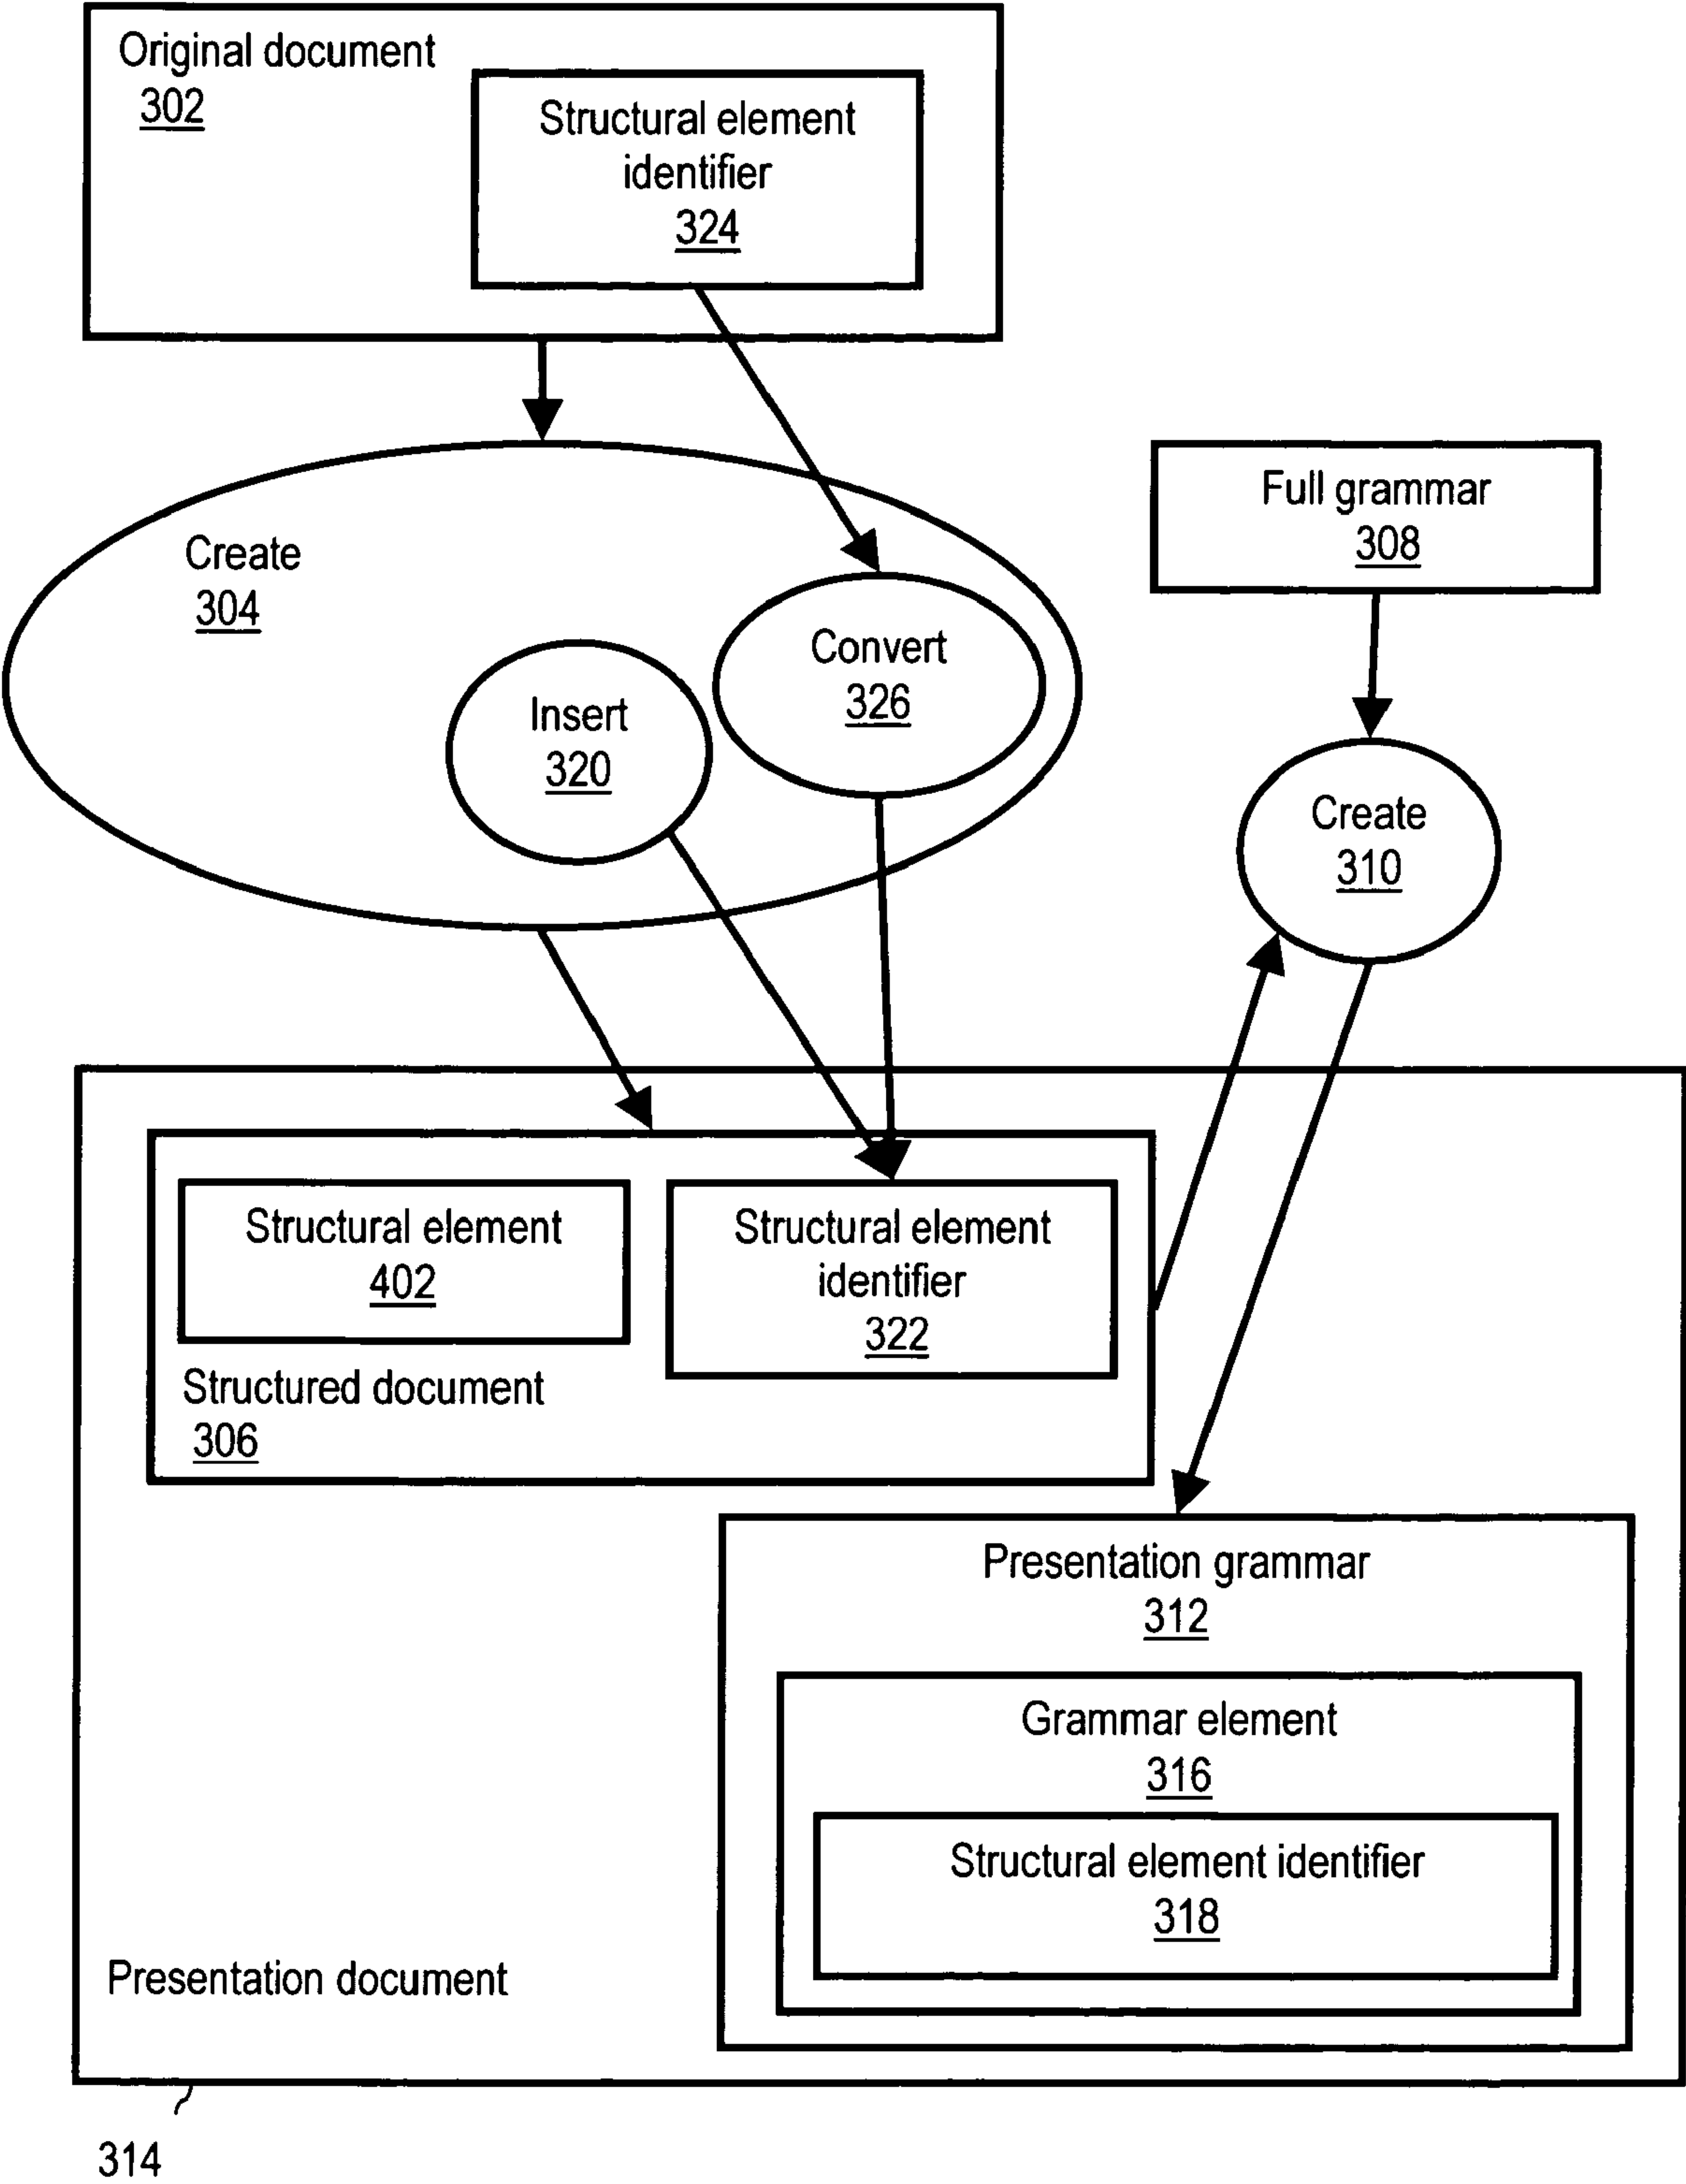 Original document
302
Structural element
identifier
324
Full grammar
308
Create
304
Convert
326
Insert
320
Create
310
Structural element
402
Structural element
identifier
322
Structured document
306
Presentation grammar
312
Grammar element
316
Structural element identifier
318
Presentation document
314